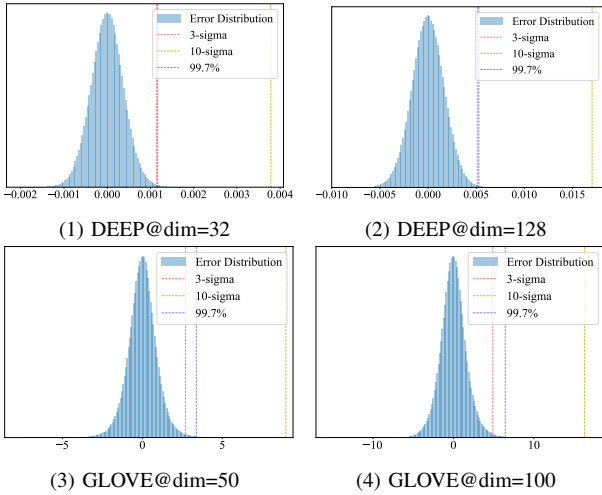 Error Distribution
3-sigma
10-sigma
99.7%
−0.002 −0.001 0.000 0.001 0.002 0.003 0.004
(1) DEEP@dim=32
Error Distribution
3-sigma
10-sigma
99.7%
−0.010 −0.005 0.000 0.005 0.010 0.015
(2) DEEP@dim=128
Error Distribution
3-sigma
10-sigma
99.7%
−5 0 5
(3) GLOVE@dim=50
Error Distribution
3-sigma
10-sigma
99.7%
−10 0 10
(4) GLOVE@dim=100